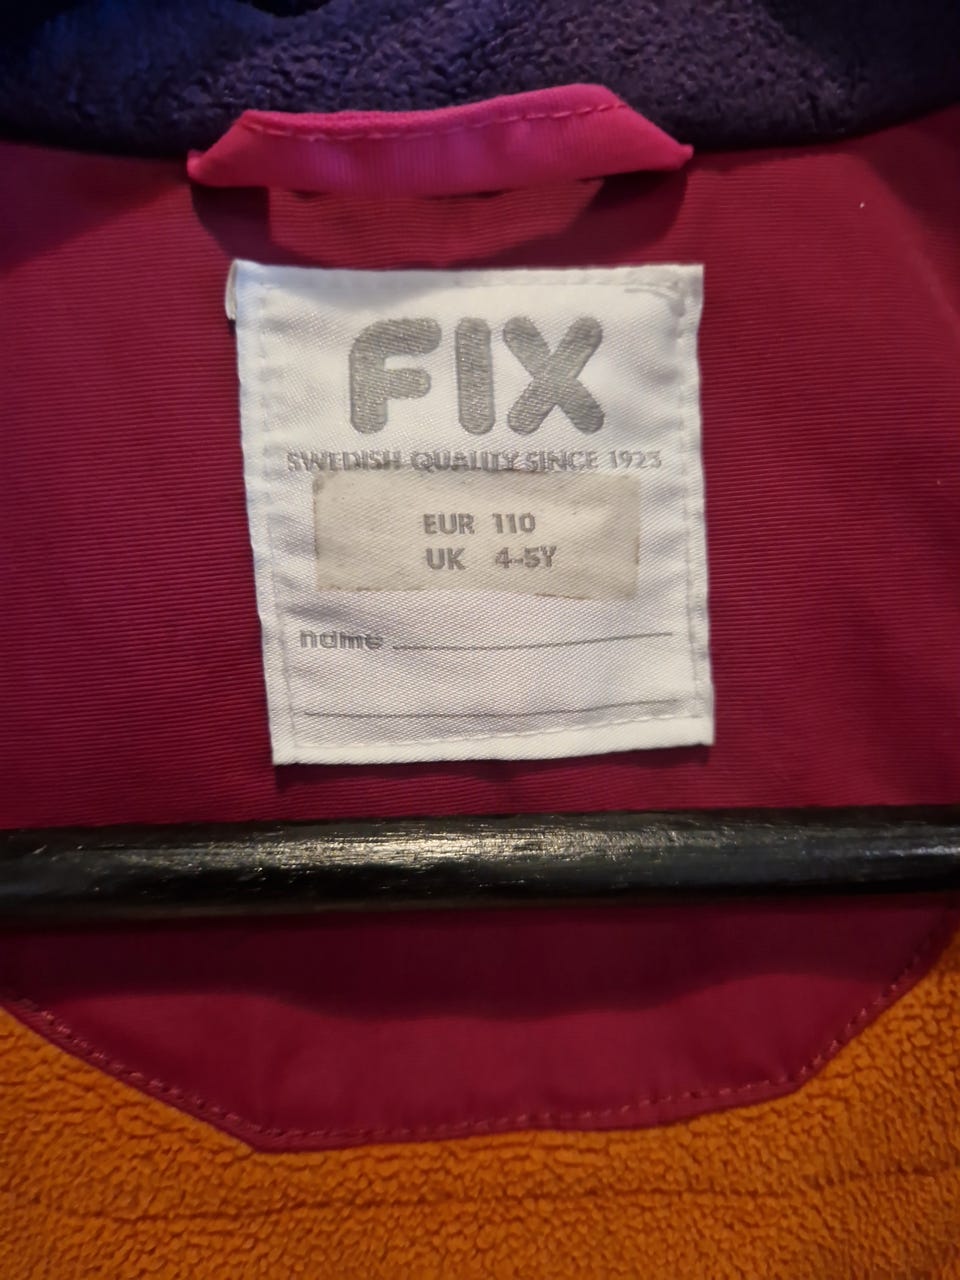 FIX
SWEDISH QUALITY SINCE 1923
EUR 110
UK 4-5Y
name